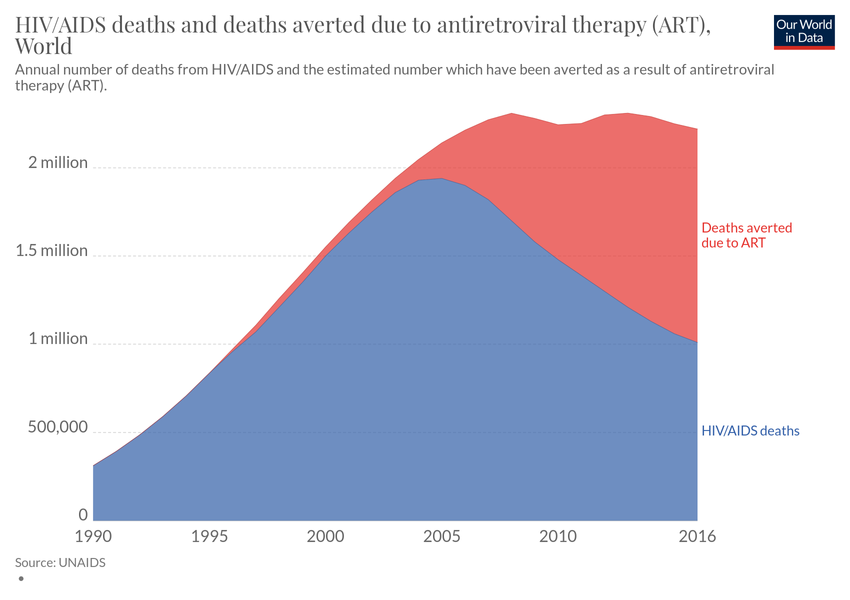 HIV/AIDS deaths and deaths averted due to antiretroviral therapy (ART),
World
Our World
in Data
Annual number of deaths from HIV/AIDS and the estimated number which have been averted as a result of antiretroviral
therapy (ART).
2 million
1.5 million
1 million
500,000
0
Deaths averted
due to ART
HIV/AIDS deaths
1990
1995
2000
2005
2010
2016
Source: UNAIDS
•